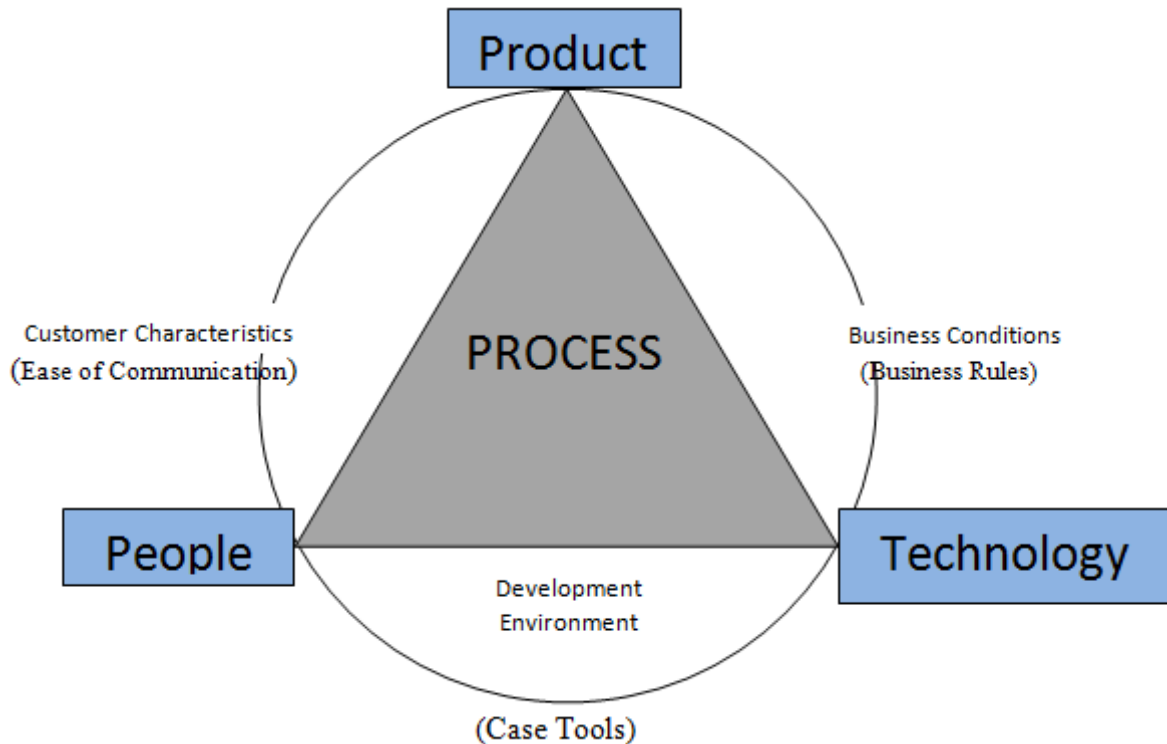 Product
Customer Characteristics
(Ease of Communication)
PROCESS
Business Conditions
(Business Rules)
People
Technology
Development
Environment
(Case Tools)